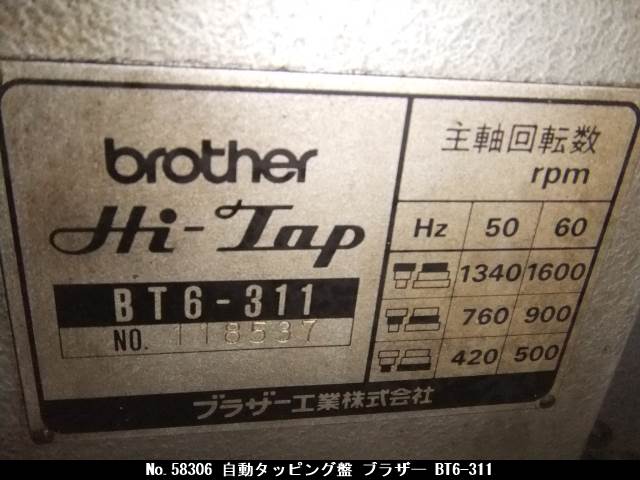 brother
Hi-Tap
BT6-311
NO. 118537
主軸回転数
rpm
Hz 50 60
1340 1600
760 900
420 500
ブラザー工業株式会社
No.58306 自動タッピング盤 ブラザー BT6-311